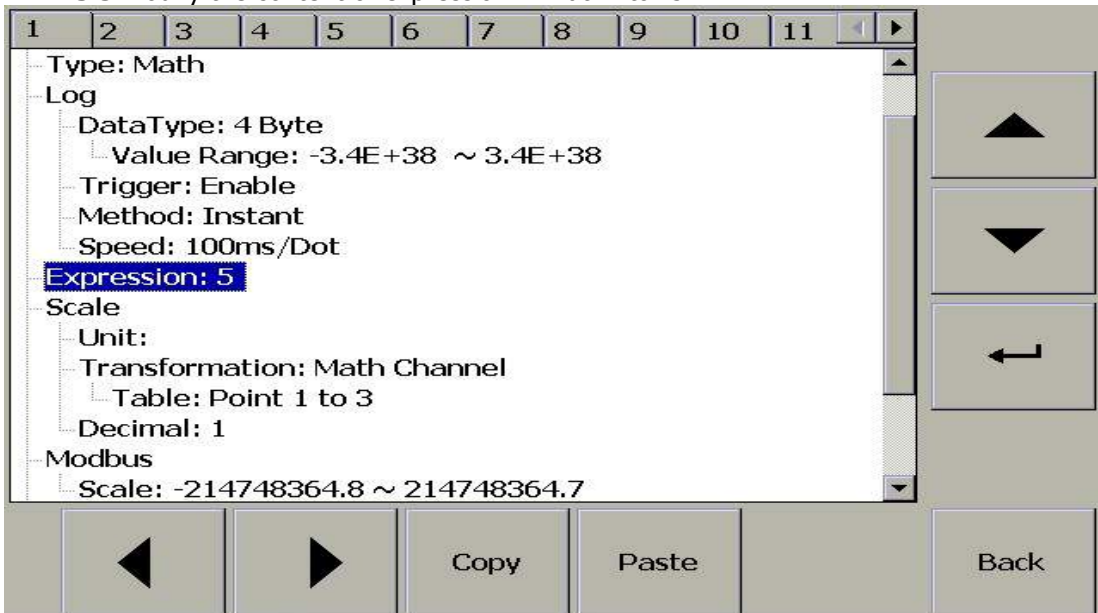 1 2 3 4 5 6 7 8 9 10 11
Type: Math
Log
DataType: 4 Byte
Value Range: -3.4E+38 ~ 3.4E+38
Trigger: Enable
Method: Instant
Speed: 100ms/Dot
Expression: 5
Scale
Unit:
Transformation: Math Channel
Table: Point 1 to 3
Decimal: 1
Modbus
Scale: -214748364.8 ~ 214748364.7
Copy Paste Back